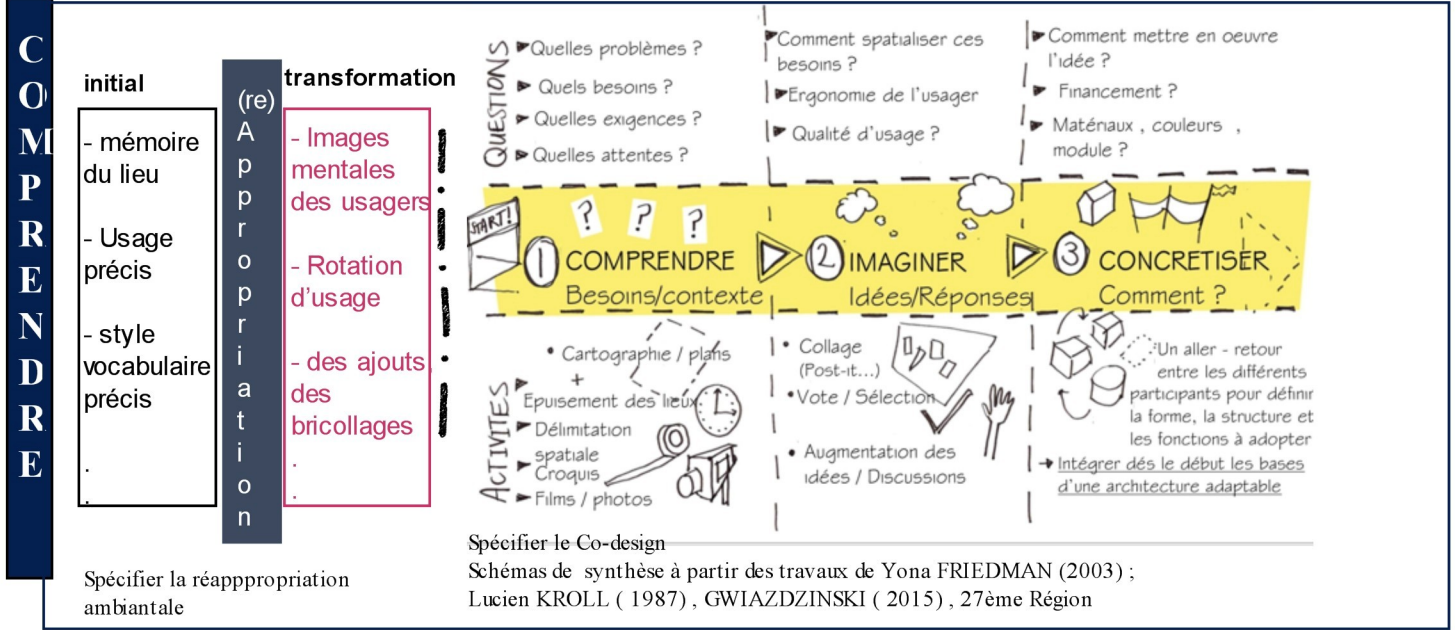 COMPRENDRE
initial
- mémoire
du lieu
- Usage
précis
- style
vocabulaire
précis
.
.
(re)
Appropriation
transformation
- Images
mentales
des usagers
- Rotation
d'usage
- des ajouts
des
bricollages
.
.
Spécifier la réapppropriation
ambiantale
QUESTIONS
Quelles problèmes ?
Quels besoins ?
Quelles exigences ?
Quelles attentes ?
Comment spatialiser ces
besoins ?
Ergonomie de l'usager
Qualité d'usage ?
Comment mettre en oeuvre
l'idée ?
Financement ?
Matériaux , couleurs ,
module ?
START!
? ? ?
1 COMPRENDRE
Besoins/contexte
2 IMAGINER
Idées/Réponses
3 CONCRETISER
Comment ?
ACTIVITES
• Cartographie / plans
+
Epuisement des lieux
Délimitation
spatiale
Croquis
Films / photos
• Collage
(Post-it...)
• Vote / Sélection
• Augmentation des
idées / Discussions
Un aller - retour
entre les différents
participants pour définir
la forme, la structure et
les fonctions à adopter
→ Intégrer dés le début les bases
d'une architecture adaptable
Spécifier le Co-design
Schémas de synthèse à partir des travaux de Yona FRIEDMAN (2003) ;
Lucien KROLL ( 1987) , GWIAZDZINSKI ( 2015) , 27ème Région